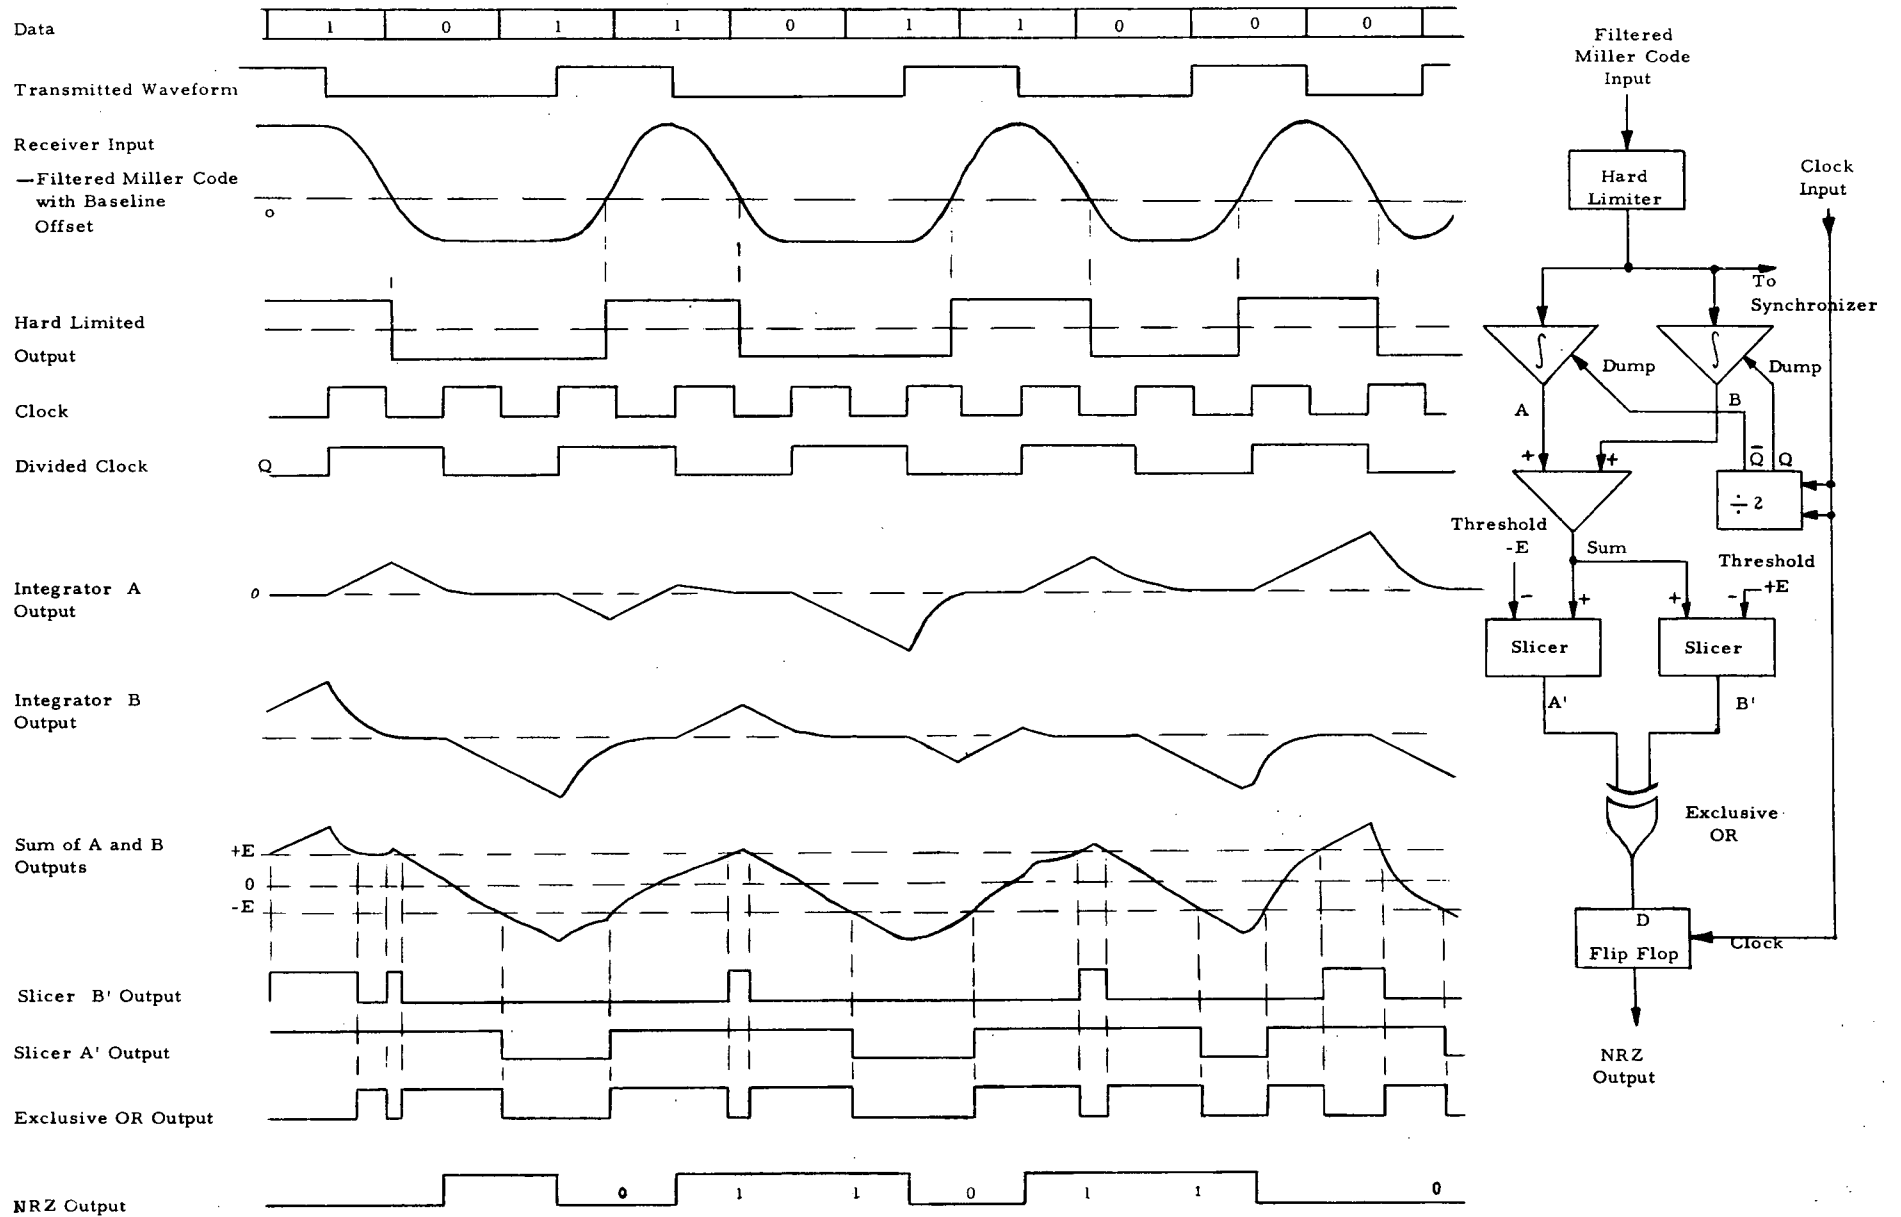 Data
1 0 1 1 0 1 1 0 0 0
Transmitted Waveform
Receiver Input
—Filtered Miller Code
with Baseline
Offset
o
Hard Limited
Output
Clock
Divided Clock
Q
Integrator A
Output
0
Integrator B
Output
Sum of A and B
Outputs
+E
0
-E
Slicer B' Output
Slicer A' Output
Exclusive OR Output
NRZ Output
0 1 1 0 1 1 0
Filtered
Miller Code
Input
Hard
Limiter
Clock
Input
To
Synchronizer
∫
∫
Dump
Dump
A
B
+
+
Q̄ Q
÷ 2
Threshold
-E
Sum
Threshold
+E
-
+
+
-
Slicer
Slicer
A'
B'
Exclusive
OR
D
Flip Flop
Clock
NRZ
Output